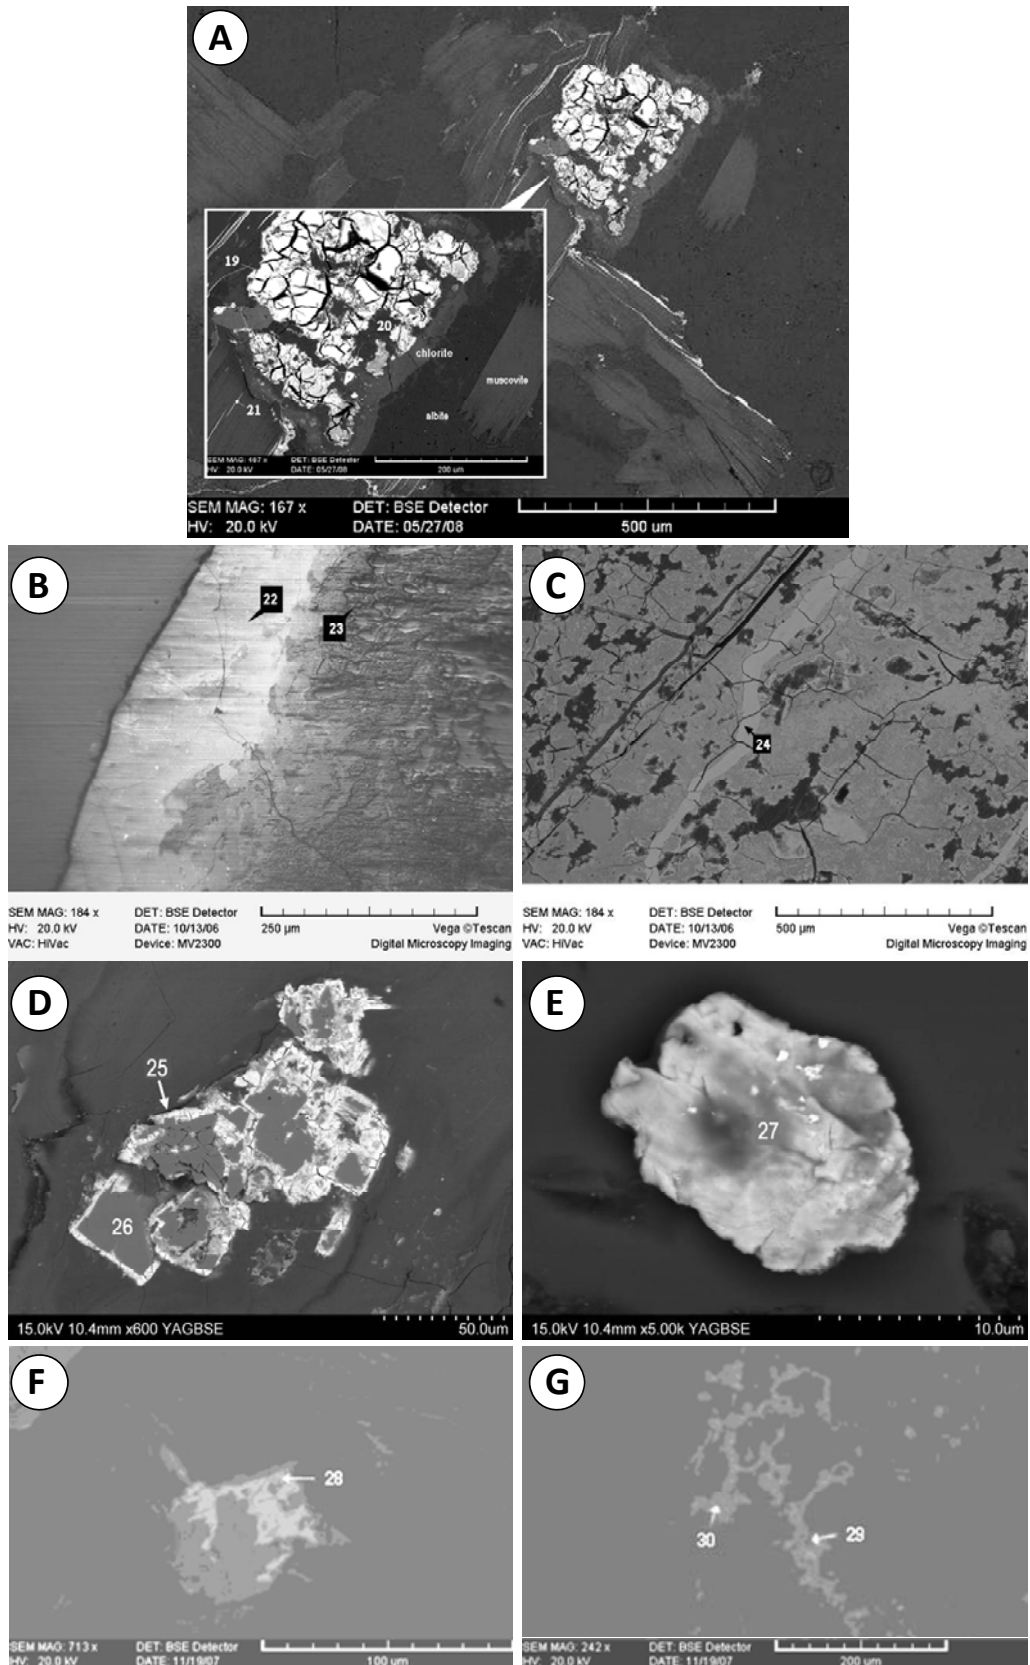 A
19
20
chlorite
muscovite
albite
21
SEM MAG: 167 x DET: BSE Detector
HV: 20.0 kV DATE: 05/27/08 200 um
SEM MAG: 167 x DET: BSE Detector
HV: 20.0 kV DATE: 05/27/08 500 um
B
22
23
SEM MAG: 184 x DET: BSE Detector
HV: 20.0 kV DATE: 10/13/06 250 µm Vega ©Tescan
VAC: HiVac Device: MV2300 Digital Microscopy Imaging
C
24
SEM MAG: 184 x DET: BSE Detector
HV: 20.0 kV DATE: 10/13/06 500 µm Vega ©Tescan
VAC: HiVac Device: MV2300 Digital Microscopy Imaging
D
25
26
15.0kV 10.4mm x600 YAGBSE 50.0um
E
27
15.0kV 10.4mm x5.00k YAGBSE 10.0um
F
28
SEM MAG: 713 x DET: BSE Detector
HV: 20.0 kV DATE: 11/19/07 100 µm
G
30
29
SEM MAG: 242 x DET: BSE Detector
HV: 20.0 kV DATE: 11/19/07 200 um